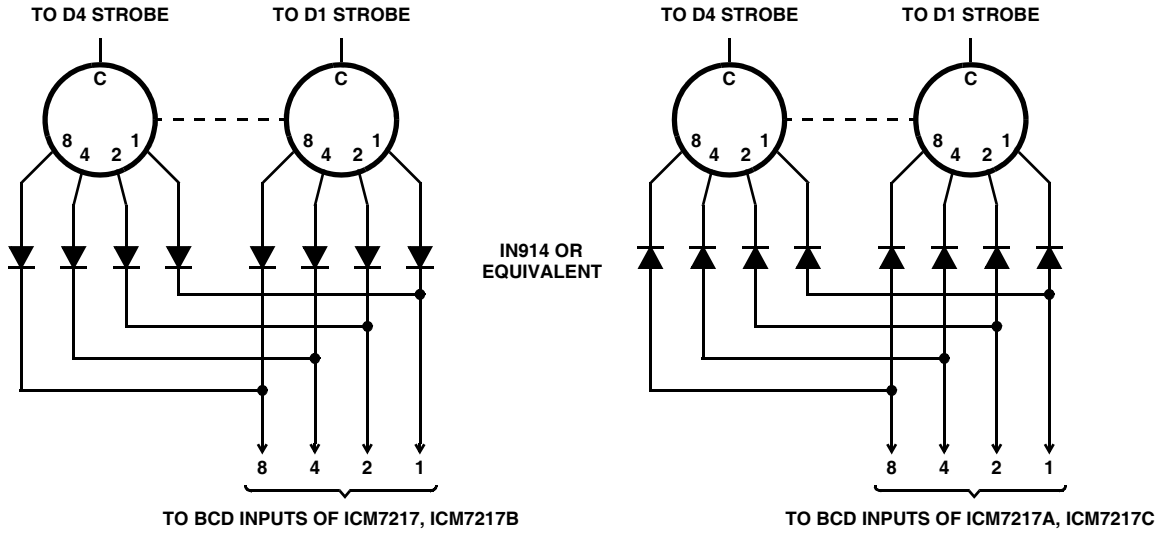 TO D4 STROBE TO D1 STROBE TO D4 STROBE TO D1 STROBE
C C C C
8 4 2 1 8 4 2 1 8 4 2 1 8 4 2 1
IN914 OR
EQUIVALENT
8 4 2 1 8 4 2 1
TO BCD INPUTS OF ICM7217, ICM7217B TO BCD INPUTS OF ICM7217A, ICM7217C